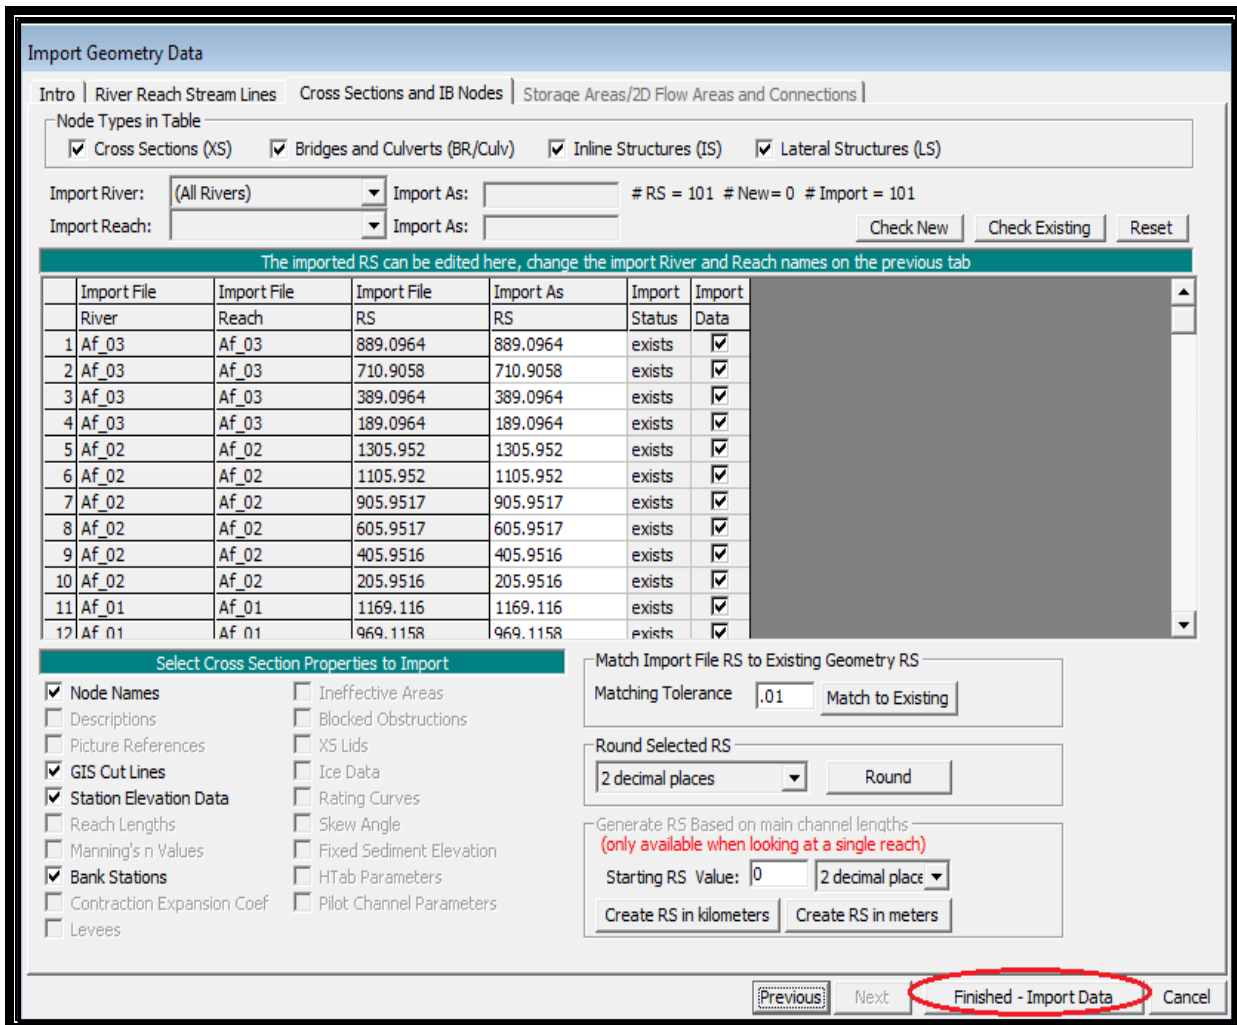 Import Geometry Data
Intro River Reach Stream Lines Cross Sections and IB Nodes Storage Areas/2D Flow Areas and Connections
Node Types in Table
Cross Sections (XS) Bridges and Culverts (BR/Culv) Inline Structures (IS) Lateral Structures (LS)
Import River: (All Rivers) Import As: # RS = 101 # New= 0 # Import = 101
Import Reach: Import As: Check New Check Existing Reset
The imported RS can be edited here, change the import River and Reach names on the previous tab
Import File Import File Import File Import As Import Import
River Reach RS RS Status Data
1 Af_03 Af_03 889.0964 889.0964 exists
2 Af_03 Af_03 710.9058 710.9058 exists
3 Af_03 Af_03 389.0964 389.0964 exists
4 Af_03 Af_03 189.0964 189.0964 exists
5 Af_02 Af_02 1305.952 1305.952 exists
6 Af_02 Af_02 1105.952 1105.952 exists
7 Af_02 Af_02 905.9517 905.9517 exists
8 Af_02 Af_02 605.9517 605.9517 exists
9 Af_02 Af_02 405.9516 405.9516 exists
10 Af_02 Af_02 205.9516 205.9516 exists
11 Af_01 Af_01 1169.116 1169.116 exists
12 Af_01 Af_01 969.1158 969.1158 exists
Select Cross Section Properties to Import
Node Names Ineffective Areas
Descriptions Blocked Obstructions
Picture References XS Lids
GIS Cut Lines Ice Data
Station Elevation Data Rating Curves
Reach Lengths Skew Angle
Manning's n Values Fixed Sediment Elevation
Bank Stations HTab Parameters
Contraction Expansion Coef Pilot Channel Parameters
Levees
Match Import File RS to Existing Geometry RS
Matching Tolerance .01 Match to Existing
Round Selected RS
2 decimal places Round
Generate RS Based on main channel lengths
(only available when looking at a single reach)
Starting RS Value: 0 2 decimal place
Create RS in kilometers Create RS in meters
Previous Next Finished - Import Data Cancel